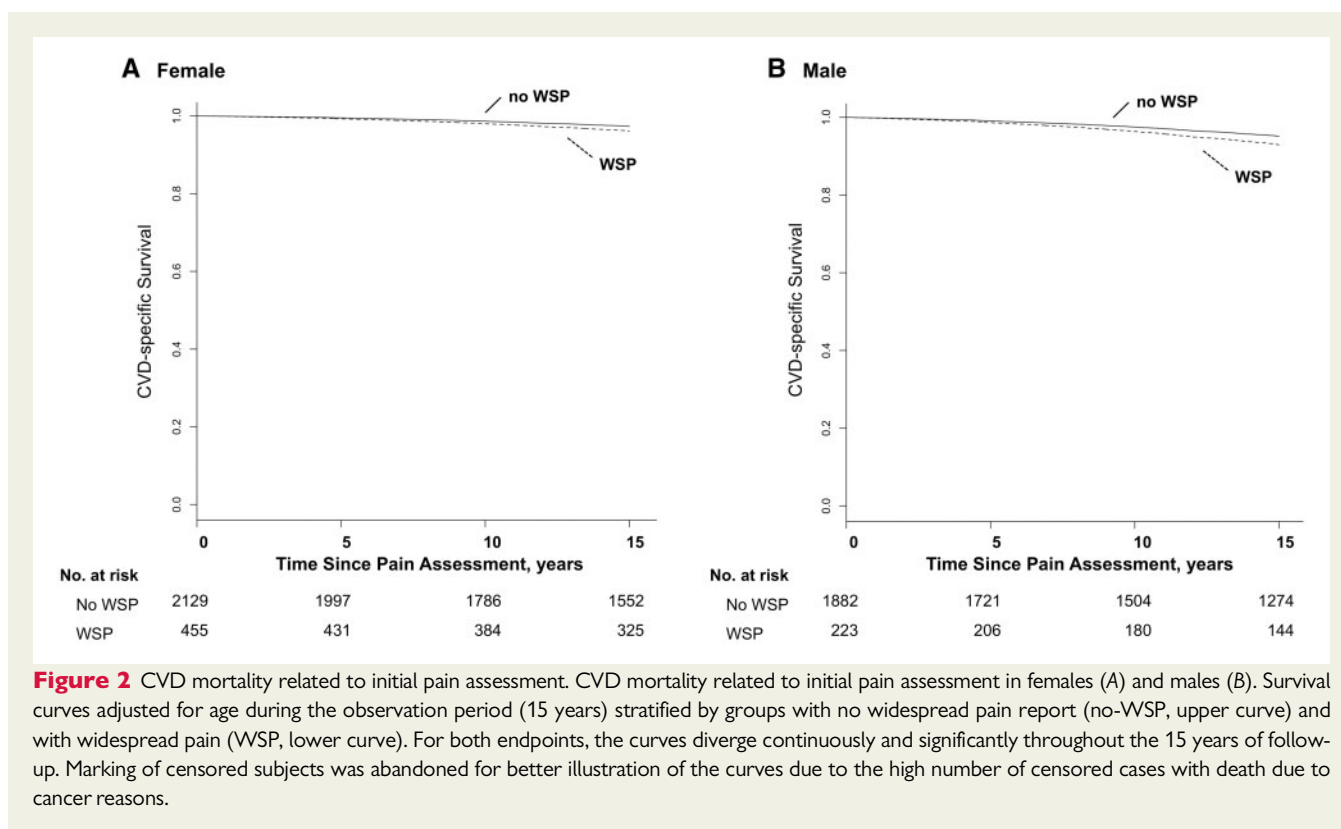 A Female
no WSP
WSP
CVD-specific Survival
1.0
0.8
0.6
0.4
0.2
0.0
0 5 10 15
Time Since Pain Assessment, years
No. at risk
No WSP 2129 1997 1786 1552
WSP 455 431 384 325
B Male
no WSP
WSP
CVD-specific Survival
1.0
0.8
0.6
0.4
0.2
0.0
0 5 10 15
Time Since Pain Assessment, years
No. at risk
No WSP 1882 1721 1504 1274
WSP 223 206 180 144
Figure 2 CVD mortality related to initial pain assessment. CVD mortality related to initial pain assessment in females (A) and males (B). Survival
curves adjusted for age during the observation period (15 years) stratified by groups with no widespread pain report (no-WSP, upper curve) and
with widespread pain (WSP, lower curve). For both endpoints, the curves diverge continuously and significantly throughout the 15 years of follow-
up. Marking of censored subjects was abandoned for better illustration of the curves due to the high number of censored cases with death due to
cancer reasons.